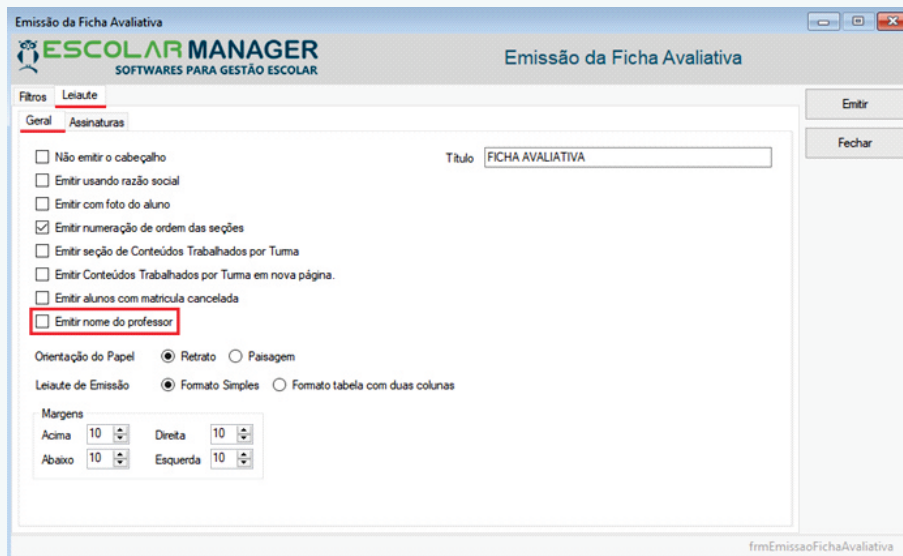 Emissão da Ficha Avaliativa
ESCOLAR MANAGER
SOFTWARES PARA GESTÃO ESCOLAR
Emissão da Ficha Avaliativa
Filtros Leiaute
Emitir
Geral Assinaturas
Fechar
Não emitir o cabeçalho
Título FICHA AVALIATIVA
Emitir usando razão social
Emitir com foto do aluno
Emitir numeração de ordem das seções
Emitir seção de Conteúdos Trabalhados por Turma
Emitir Conteúdos Trabalhados por Turma em nova página.
Emitir alunos com matricula cancelada
Emitir nome do professor
Orientação do Papel Retrato Paisagem
Leiaute de Emissão Formato Simples Formato tabela com duas colunas
Margens
Acima 10 Direita 10
Abaixo 10 Esquerda 10
frmEmissaoFichaAvaliativa